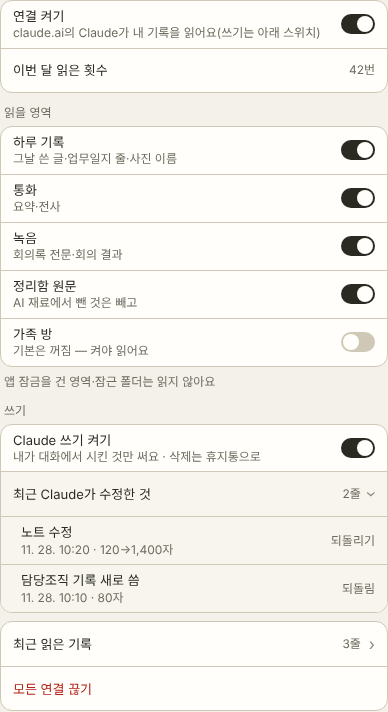 연결 켜기
claude.ai의 Claude가 내 기록을 읽어요(쓰기는 아래 스위치)
이번 달 읽은 횟수
42번
읽을 영역
하루 기록
그날 쓴 글·업무일지 줄·사진 이름
통화
요약·전사
녹음
회의록 전문·회의 결과
정리함 원문
AI 재료에서 뺀 것은 빼고
가족 방
기본은 꺼짐 — 켜야 읽어요
앱 잠금을 건 영역·잠근 폴더는 읽지 않아요
쓰기
Claude 쓰기 켜기
내가 대화에서 시킨 것만 써요 · 삭제는 휴지통으로
최근 Claude가 수정한 것
2줄
노트 수정
11. 28. 10:20 · 120→1,400자
되돌리기
담당조직 기록 새로 씀
11. 28. 10:10 · 80자
되돌림
최근 읽은 기록
3줄
모든 연결 끊기